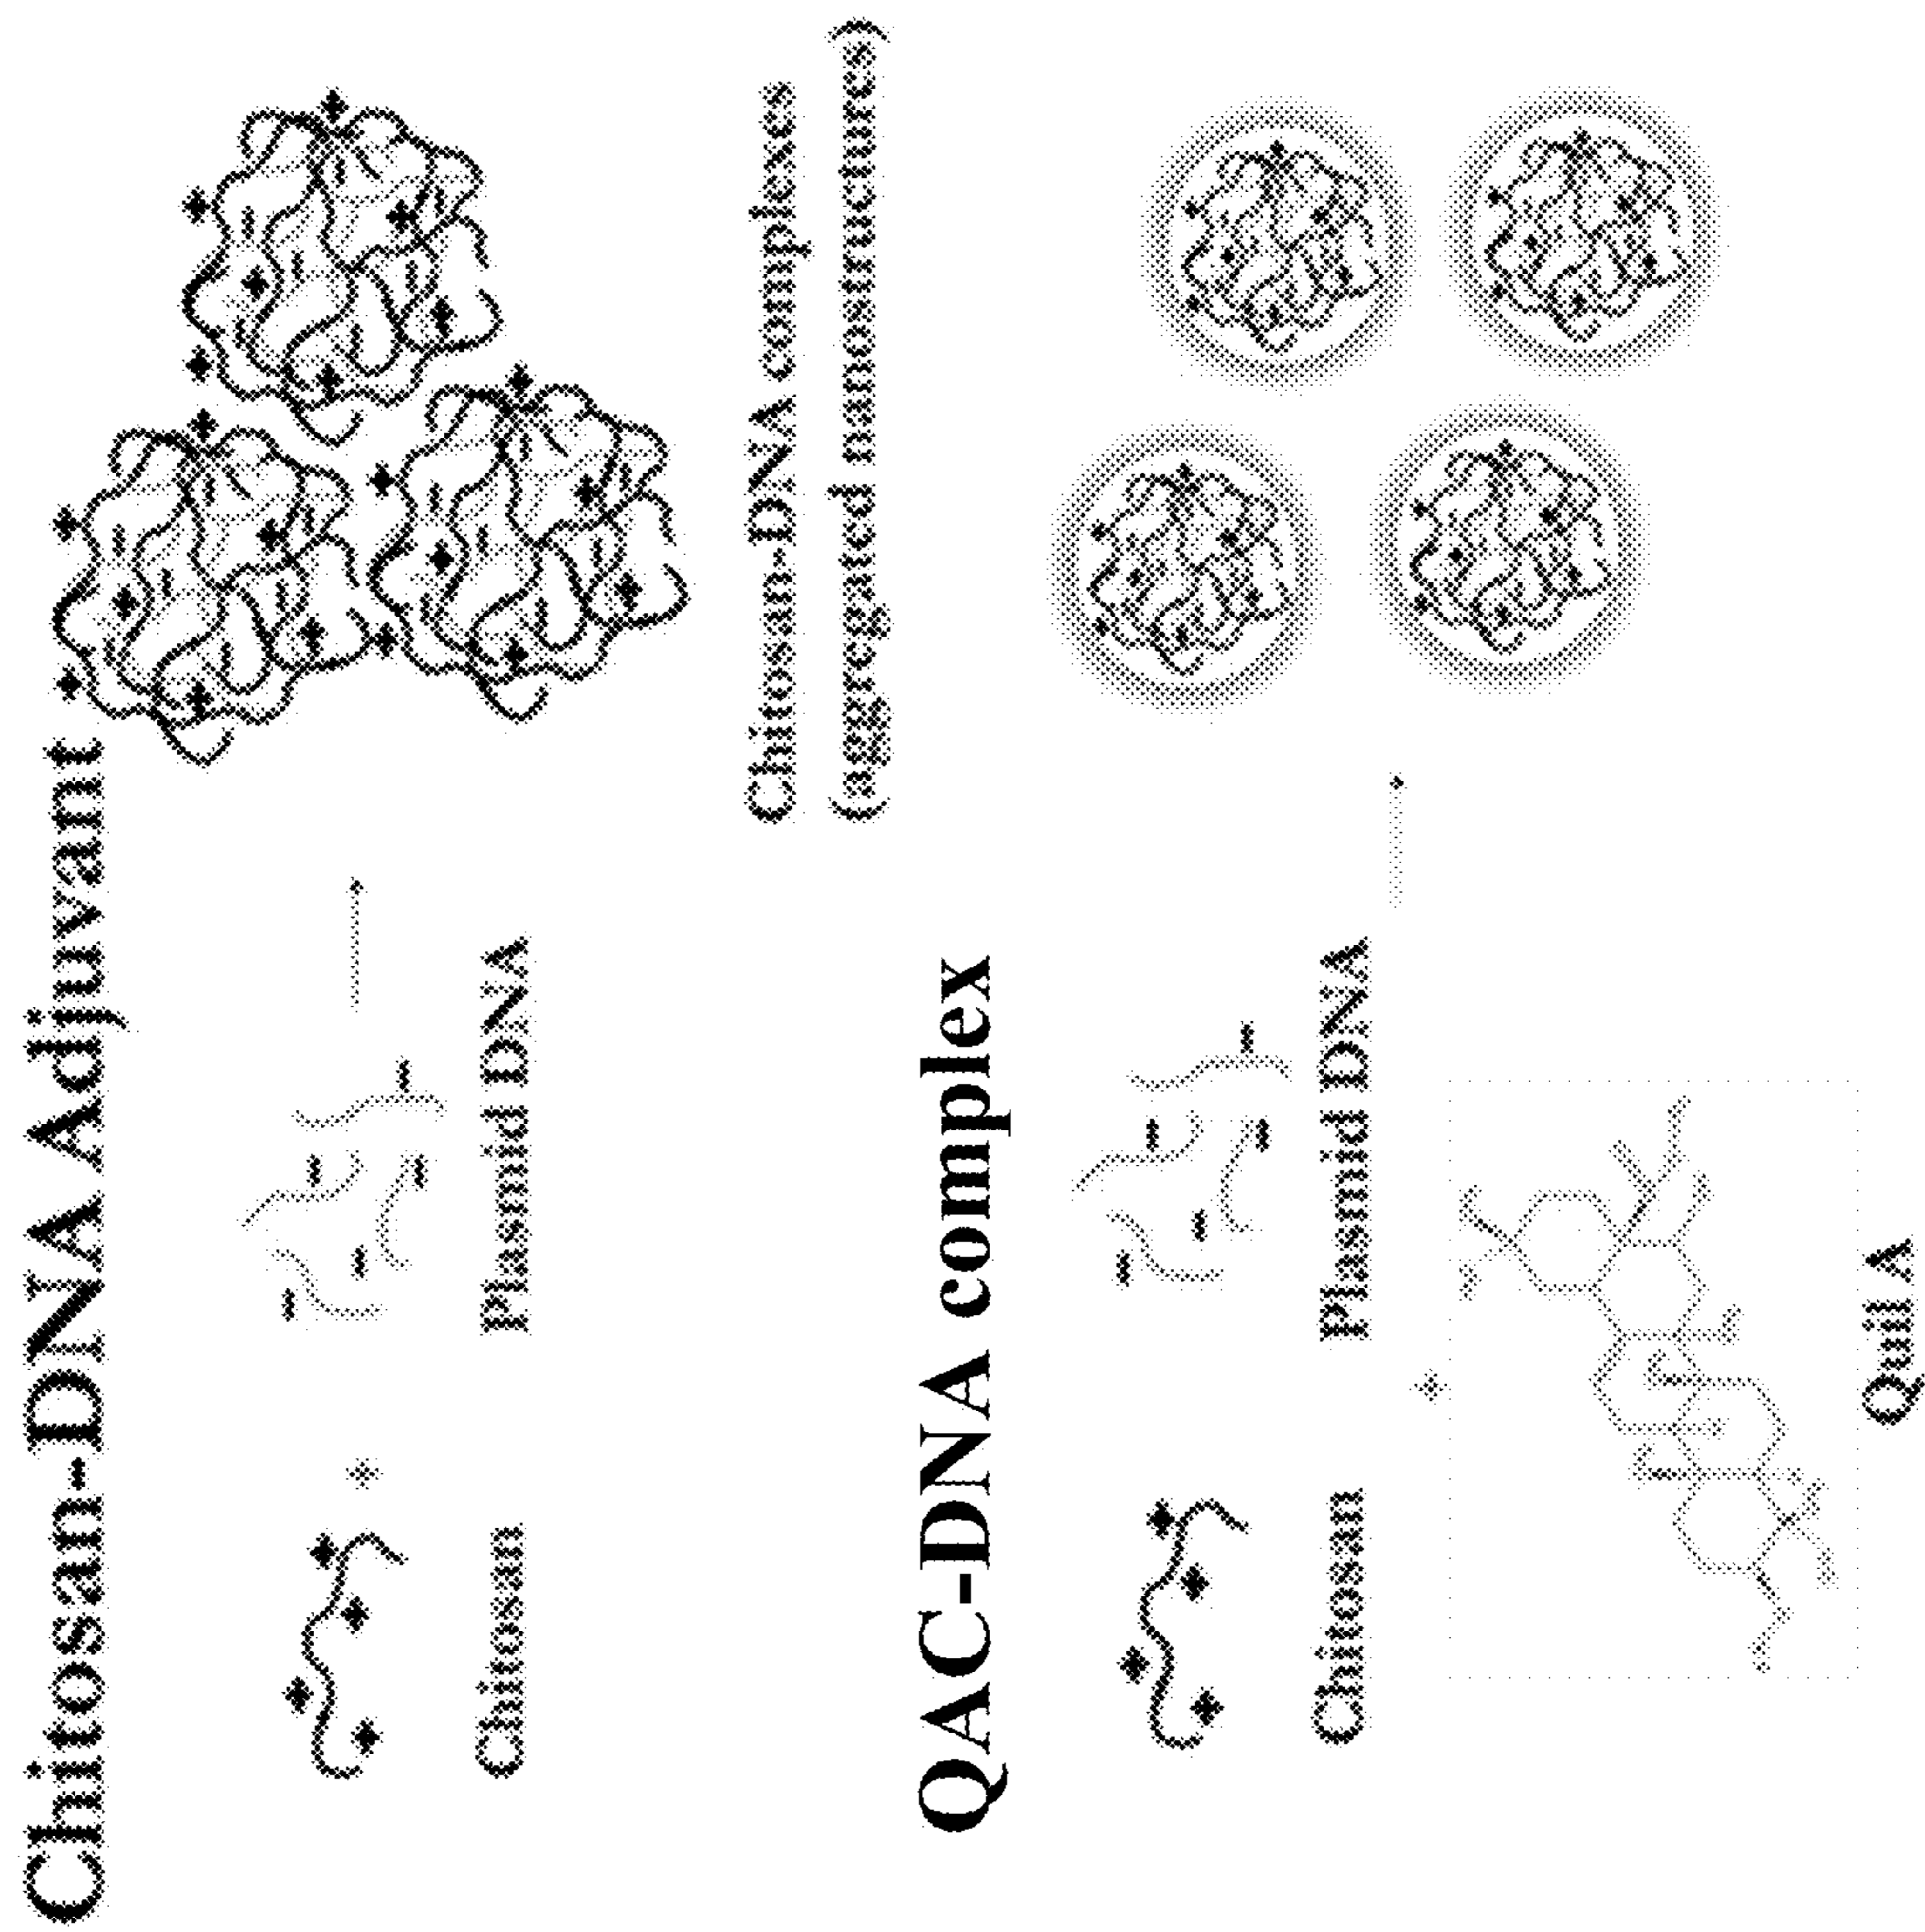 Chitosan-DNA Adjuvant
Chitosan
Plasmid DNA
Chitosan-DNA complexes
(aggregated nanostructures)
QAC-DNA complex
Chitosan
Plasmid DNA
Quil A